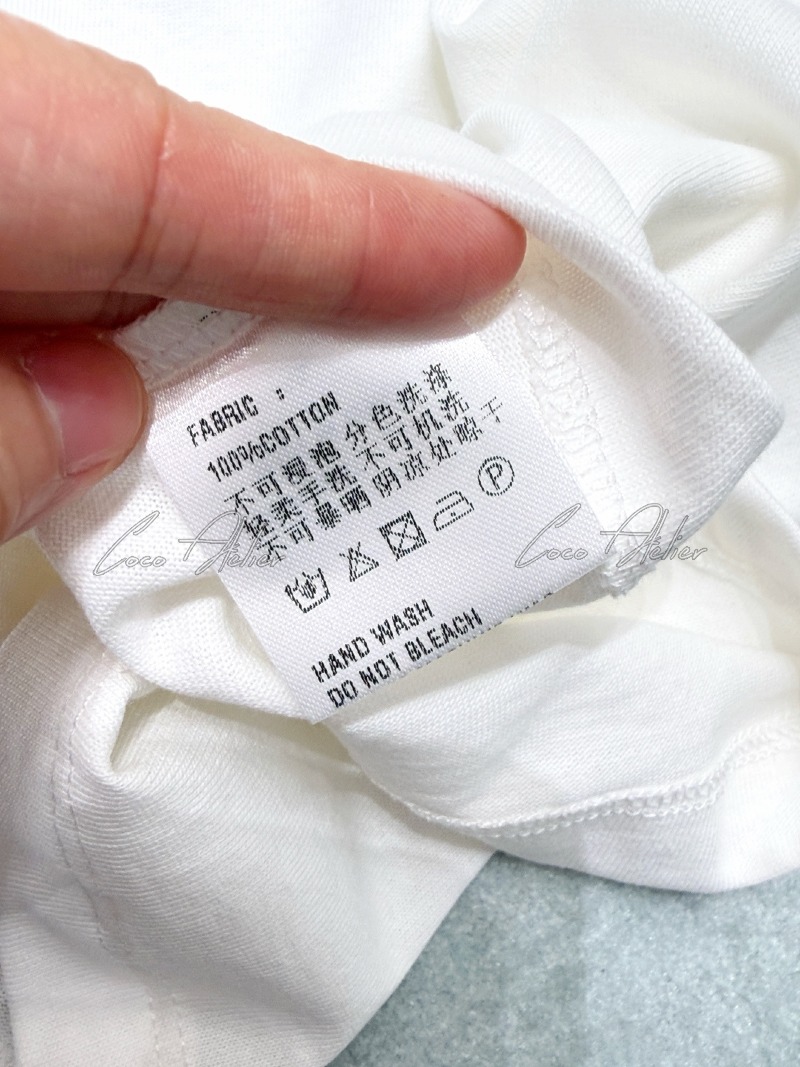 FABRIC :
100%COTTON
不可浸泡 分色洗涤
轻柔手洗 不可机洗
不可暴晒 阴凉处晾干
P
HAND WASH
DO NOT BLEACH
Coco Atelier
Coco Atelier